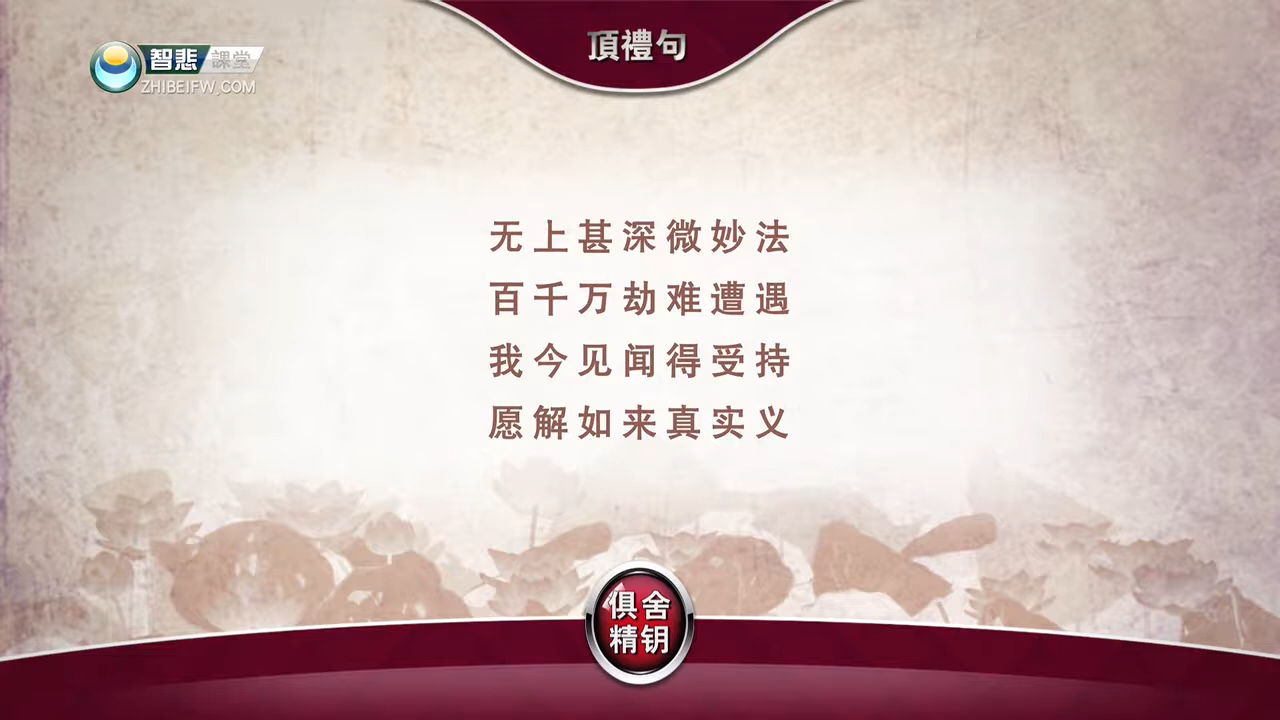 頂禮句
智悲課堂
ZHIBEIFW.COM
无上甚深微妙法
百千万劫难遭遇
我今见闻得受持
愿解如来真实义
俱舍
精钥